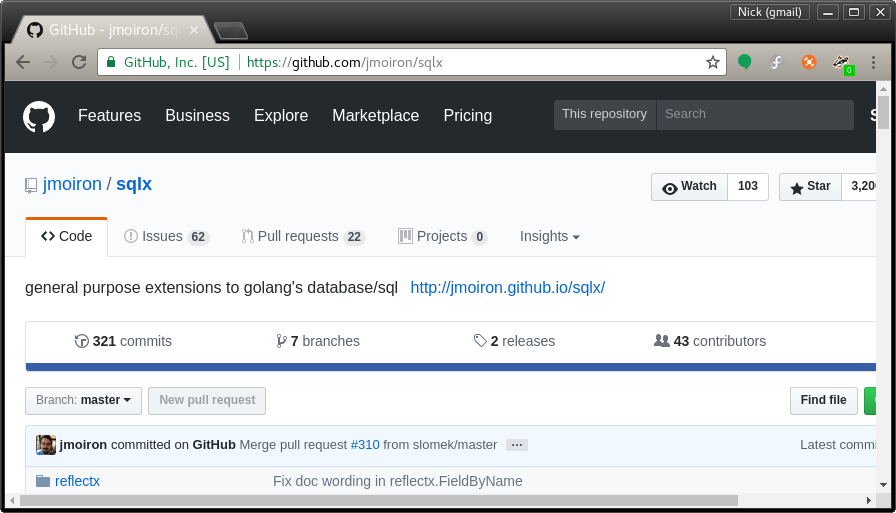 Nick (gmail)
GitHub - jmoiron/sq
GitHub, Inc. [US] https://github.com/jmoiron/sqlx
0
Features Business Explore Marketplace Pricing This repository Search S
jmoiron / sqlx
Watch 103 Star 3,20
Code Issues 62 Pull requests 22 Projects 0 Insights
general purpose extensions to golang's database/sql http://jmoiron.github.io/sqlx/
321 commits 7 branches 2 releases 43 contributors
Branch: master New pull request Find file
jmoiron committed on GitHub Merge pull request #310 from slomek/master ... Latest commi
reflectx Fix doc wording in reflectx.FieldByName